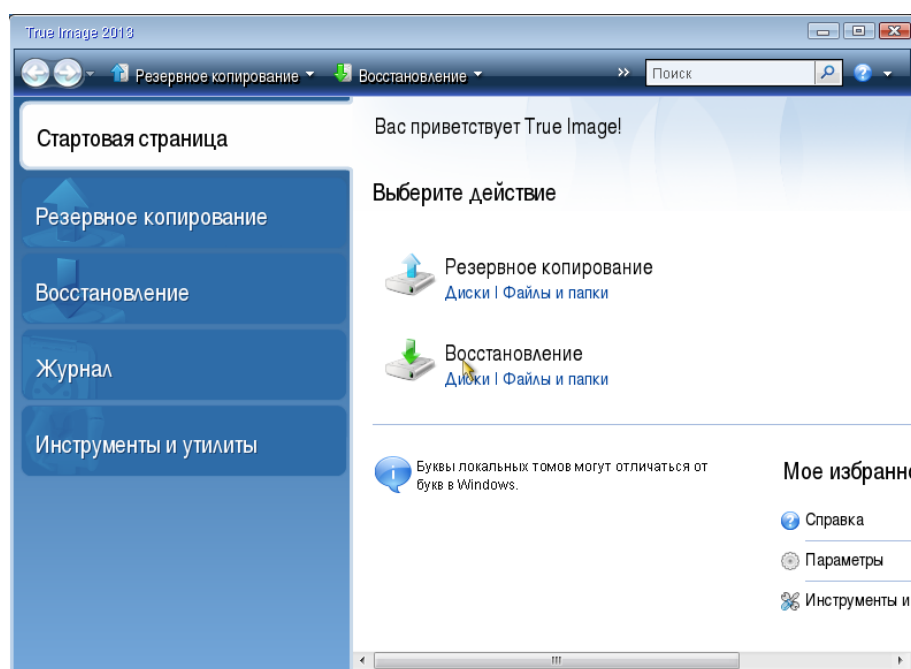 True Image 2013
Резервное копирование Восстановление » Поиск
Стартовая страница
Резервное копирование
Восстановление
Журнал
Инструменты и утилиты
Вас приветствует True Image!
Выберите действие
Резервное копирование
Диски | Файлы и папки
Восстановление
Диски | Файлы и папки
Буквы локальных томов могут отличаться от
букв в Windows.
Мое избранно
Справка
Параметры
Инструменты и